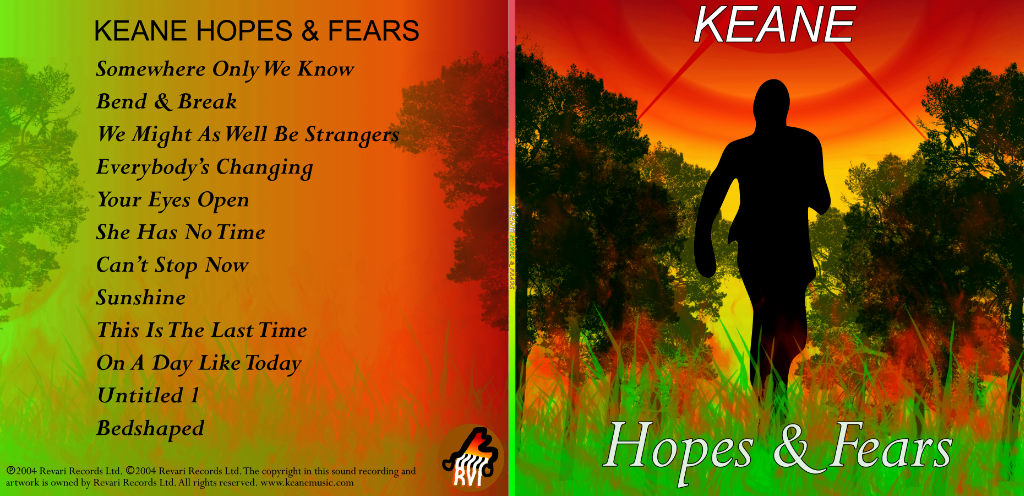 KEANE HOPES & FEARS
Somewhere Only We Know
Bend & Break
We Might As Well Be Strangers
Everybody's Changing
Your Eyes Open
She Has No Time
Can't Stop Now
Sunshine
This Is The Last Time
On A Day Like Today
Untitled 1
Bedshaped
℗2004 Revari Records Ltd. ©2004 Revari Records Ltd. The copyright in this sound recording and
artwork is owned by Revari Records Ltd. All rights reserved. www.keanemusic.com
RVI
KEANE
Hopes & Fears